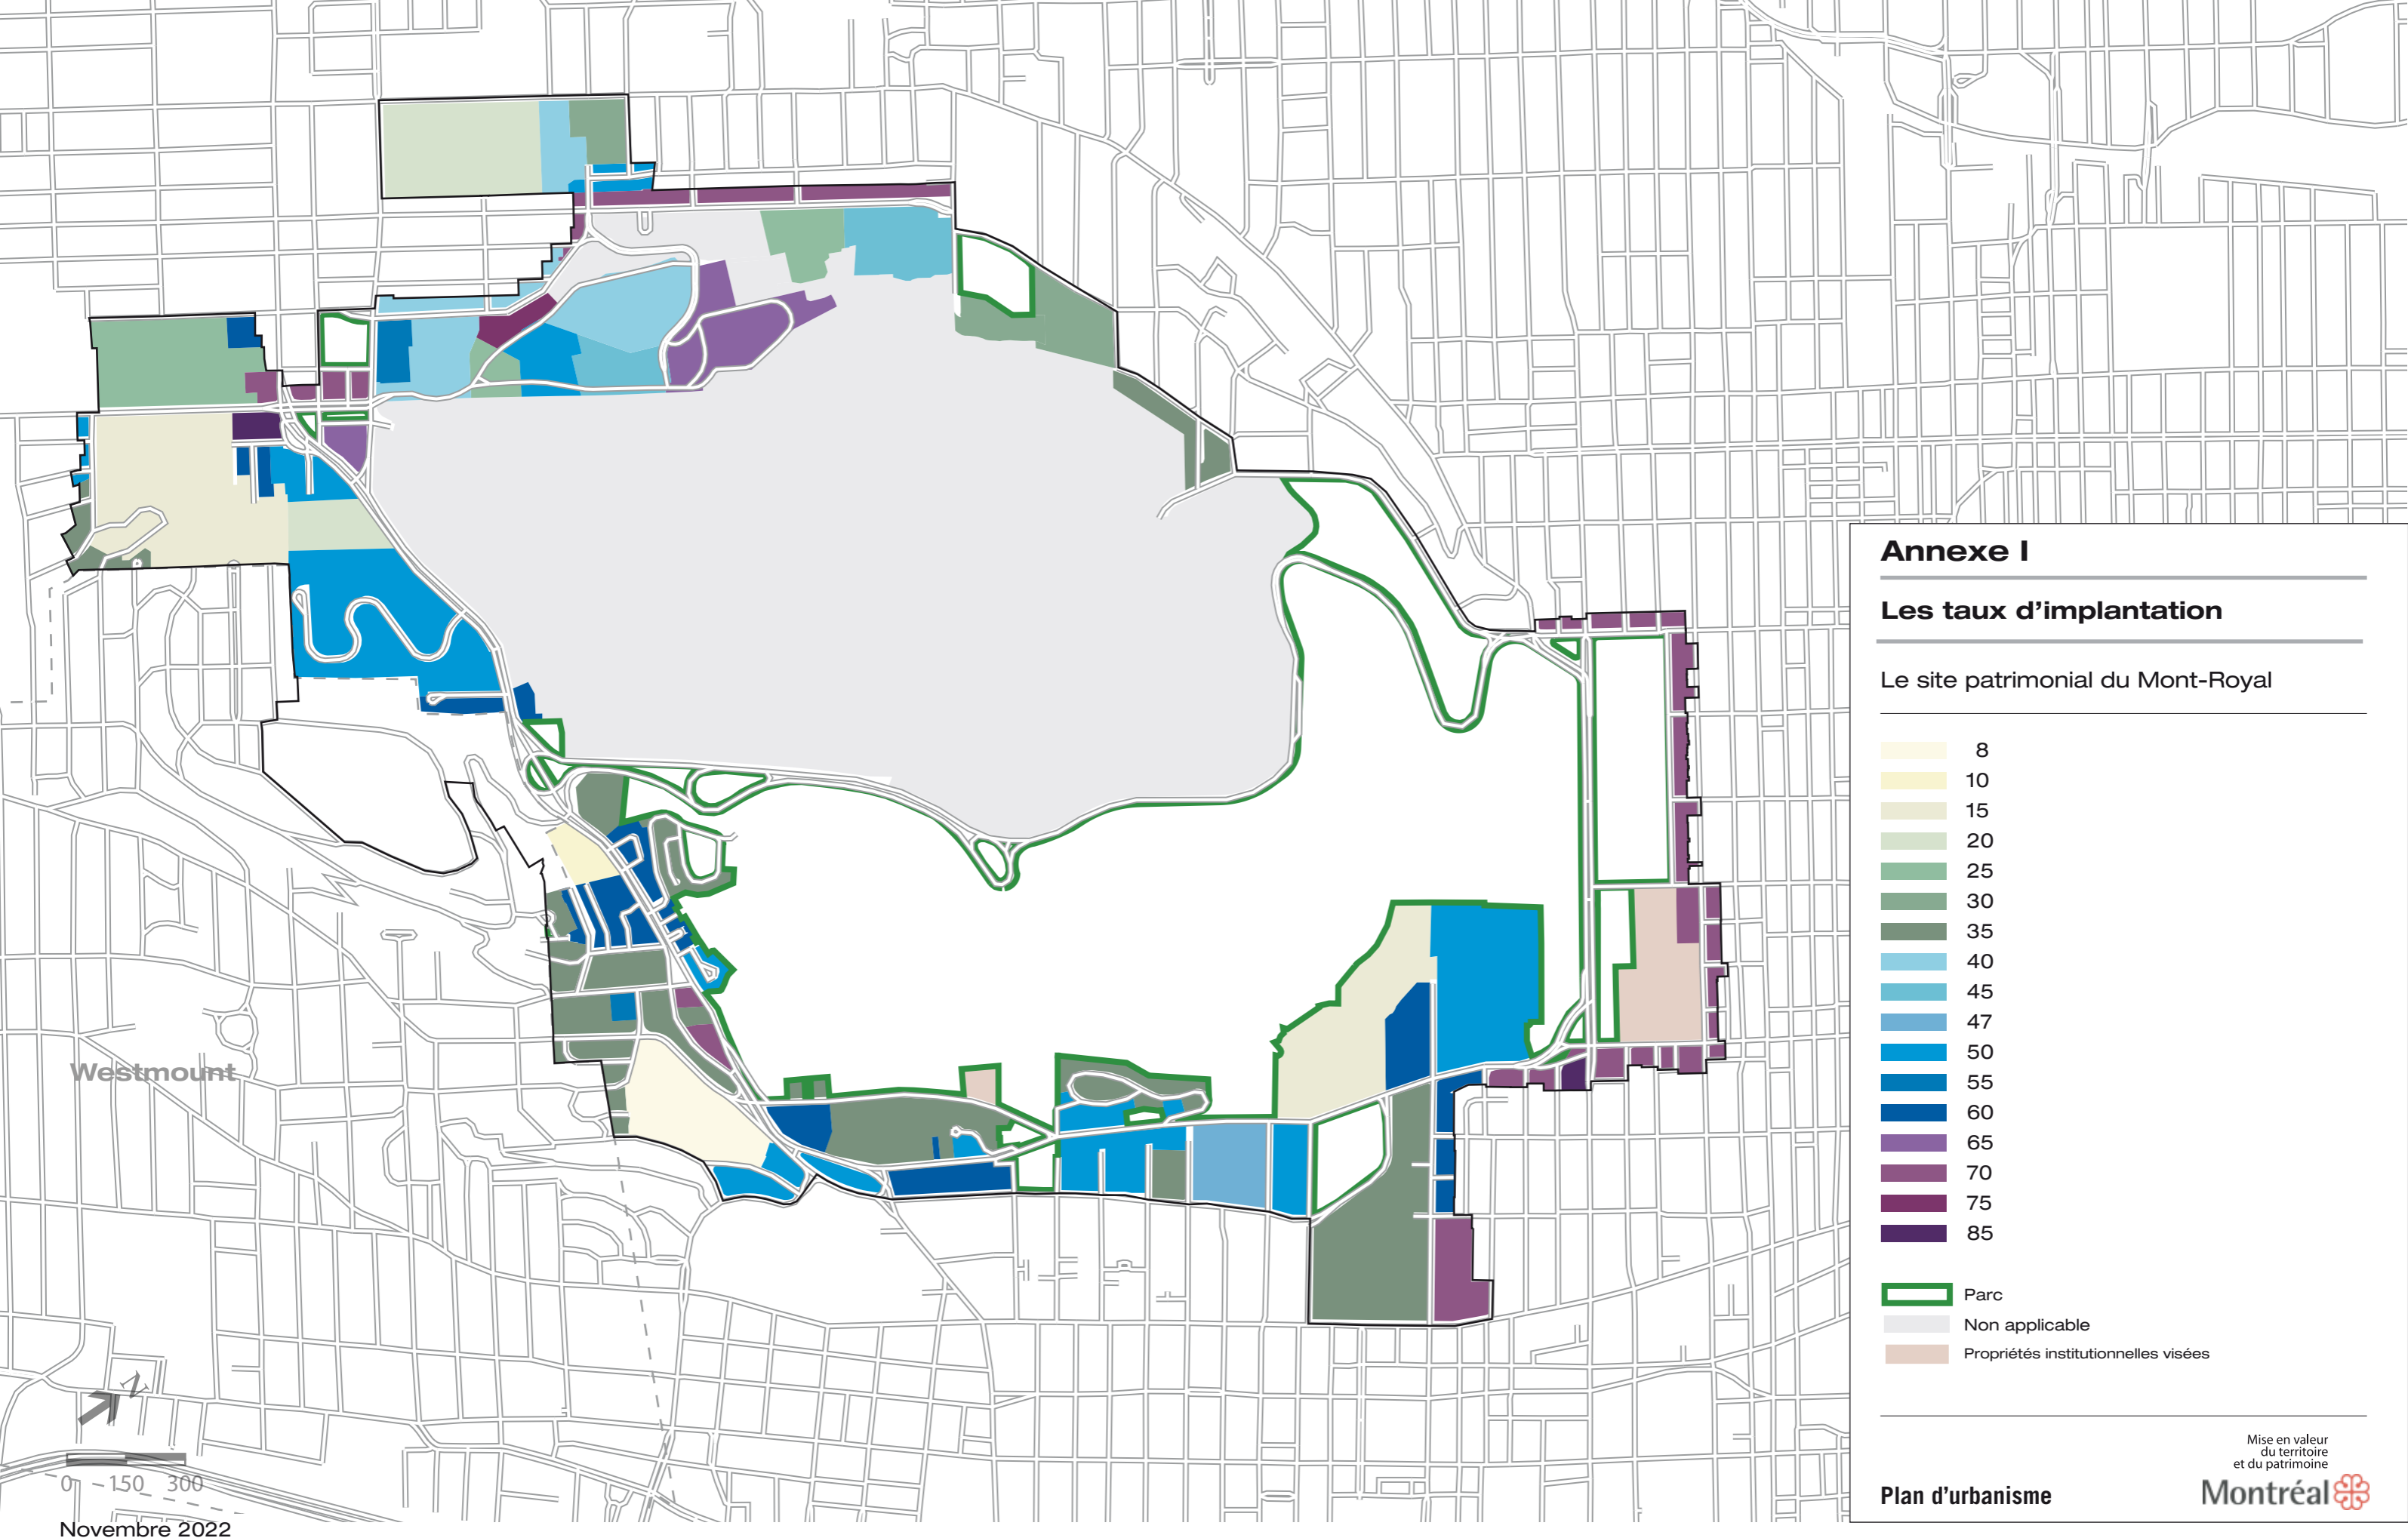 Annexe I
Les taux d'implantation
Le site patrimonial du Mont-Royal
8
10
15
20
25
30
35
40
45
47
50
55
60
65
70
75
85
Parc
Non applicable
Propriétés institutionnelles visées
Westmount
N
0 150 300
Novembre 2022
Plan d'urbanisme
Mise en valeur
du territoire
et du patrimoine
Montréal